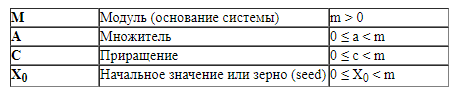 M Модуль (основание системы) m > 0
A Множитель 0 ≤ a < m
C Приращение 0 ≤ c < m
X₀ Начальное значение или зерно (seed) 0 ≤ X₀ < m